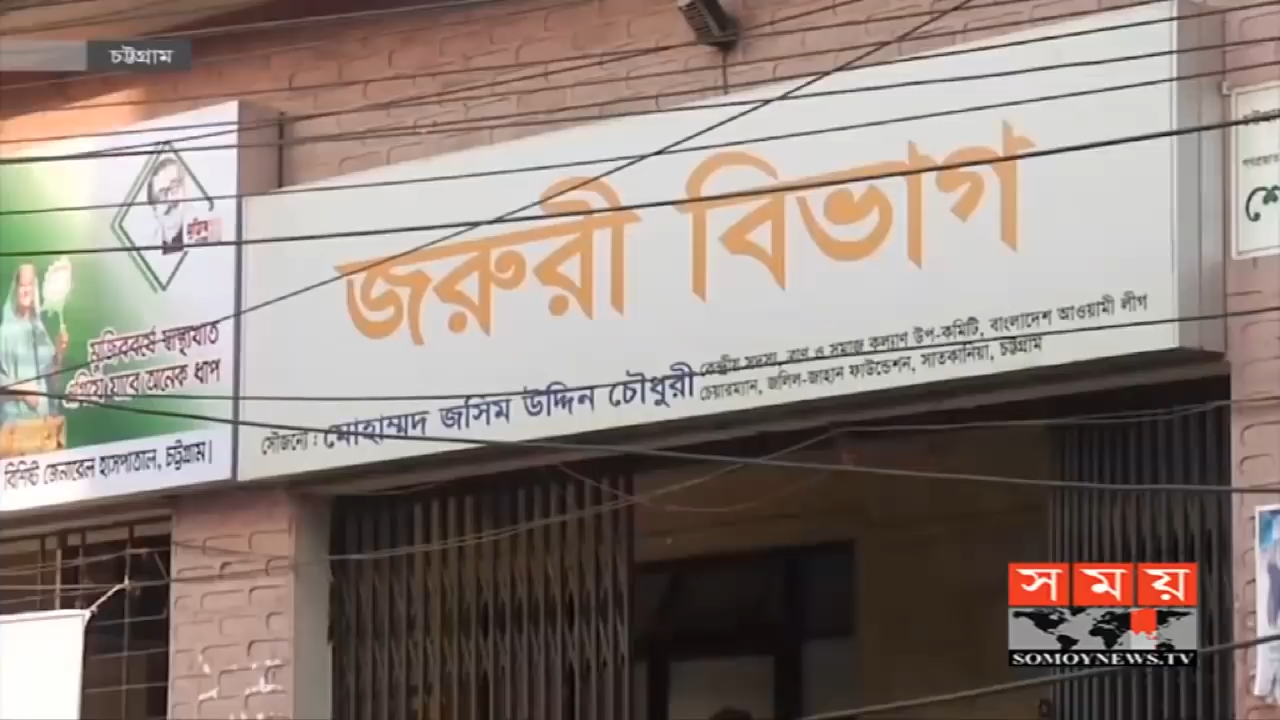 চট্টগ্রাম
মুজিববর্ষে স্বাস্থ্যখাত
এগিয়ে যাবে অনেক ধাপ
বিশিষ্ট জেনারেল হাসপাতাল, চট্টগ্রাম।
জরুরী বিভাগ
সৌজন্যে : মোহাম্মদ জসিম উদ্দিন চৌধুরী
কেন্দ্রীয় সদস্য, ত্রাণ ও সমাজ কল্যাণ উপ-কমিটি, বাংলাদেশ আওয়ামী লীগ
চেয়ারম্যান, জলিল-জাহান ফাউন্ডেশন, সাতকানিয়া, চট্টগ্রাম
সময়
SOMOYNEWS.TV